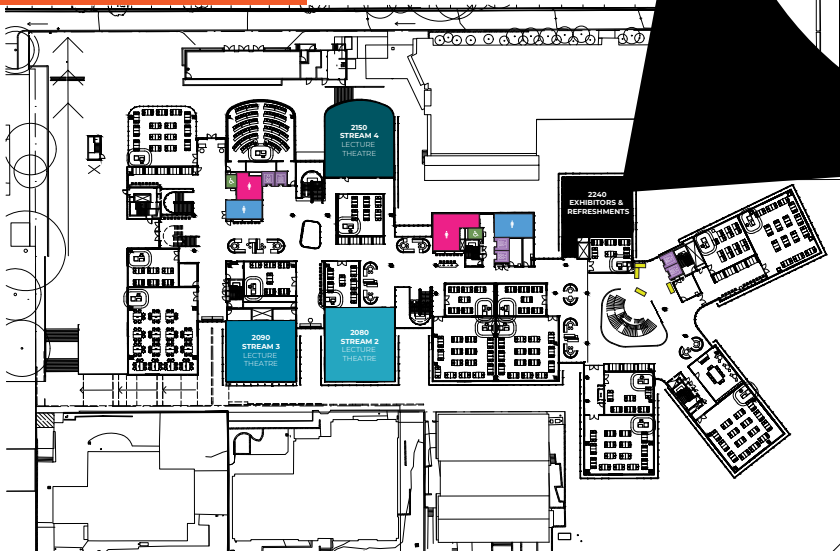 2150
STREAM 4
LECTURE
THEATRE
2240
EXHIBITORS &
REFRESHMENTS
2090
STREAM 3
LECTURE
THEATRE
2080
STREAM 2
LECTURE
THEATRE